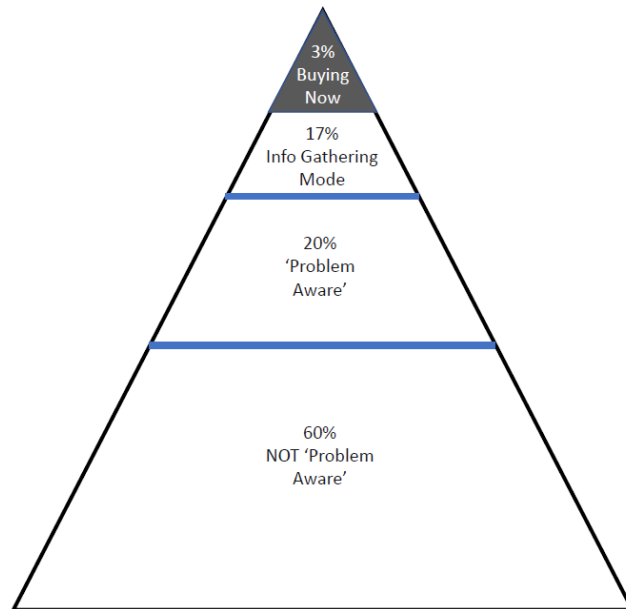 3%
Buying
Now
17%
Info Gathering
Mode
20%
‘Problem
Aware’
60%
NOT ‘Problem
Aware’